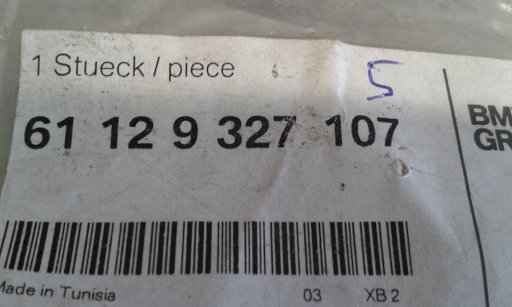 1 Stueck / piece
5
61 12 9 327 107
BM
GR
Made in Tunisia 03 XB 2